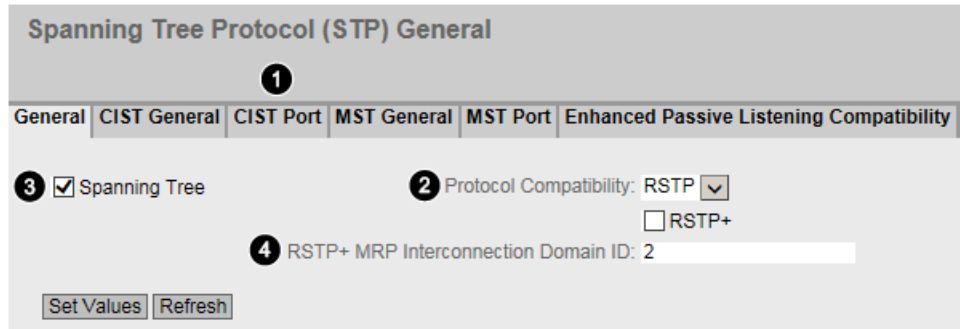 Spanning Tree Protocol (STP) General
1
General CIST General CIST Port MST General MST Port Enhanced Passive Listening Compatibility
3 Spanning Tree 2 Protocol Compatibility: RSTP
RSTP+
4 RSTP+ MRP Interconnection Domain ID: 2
Set Values Refresh